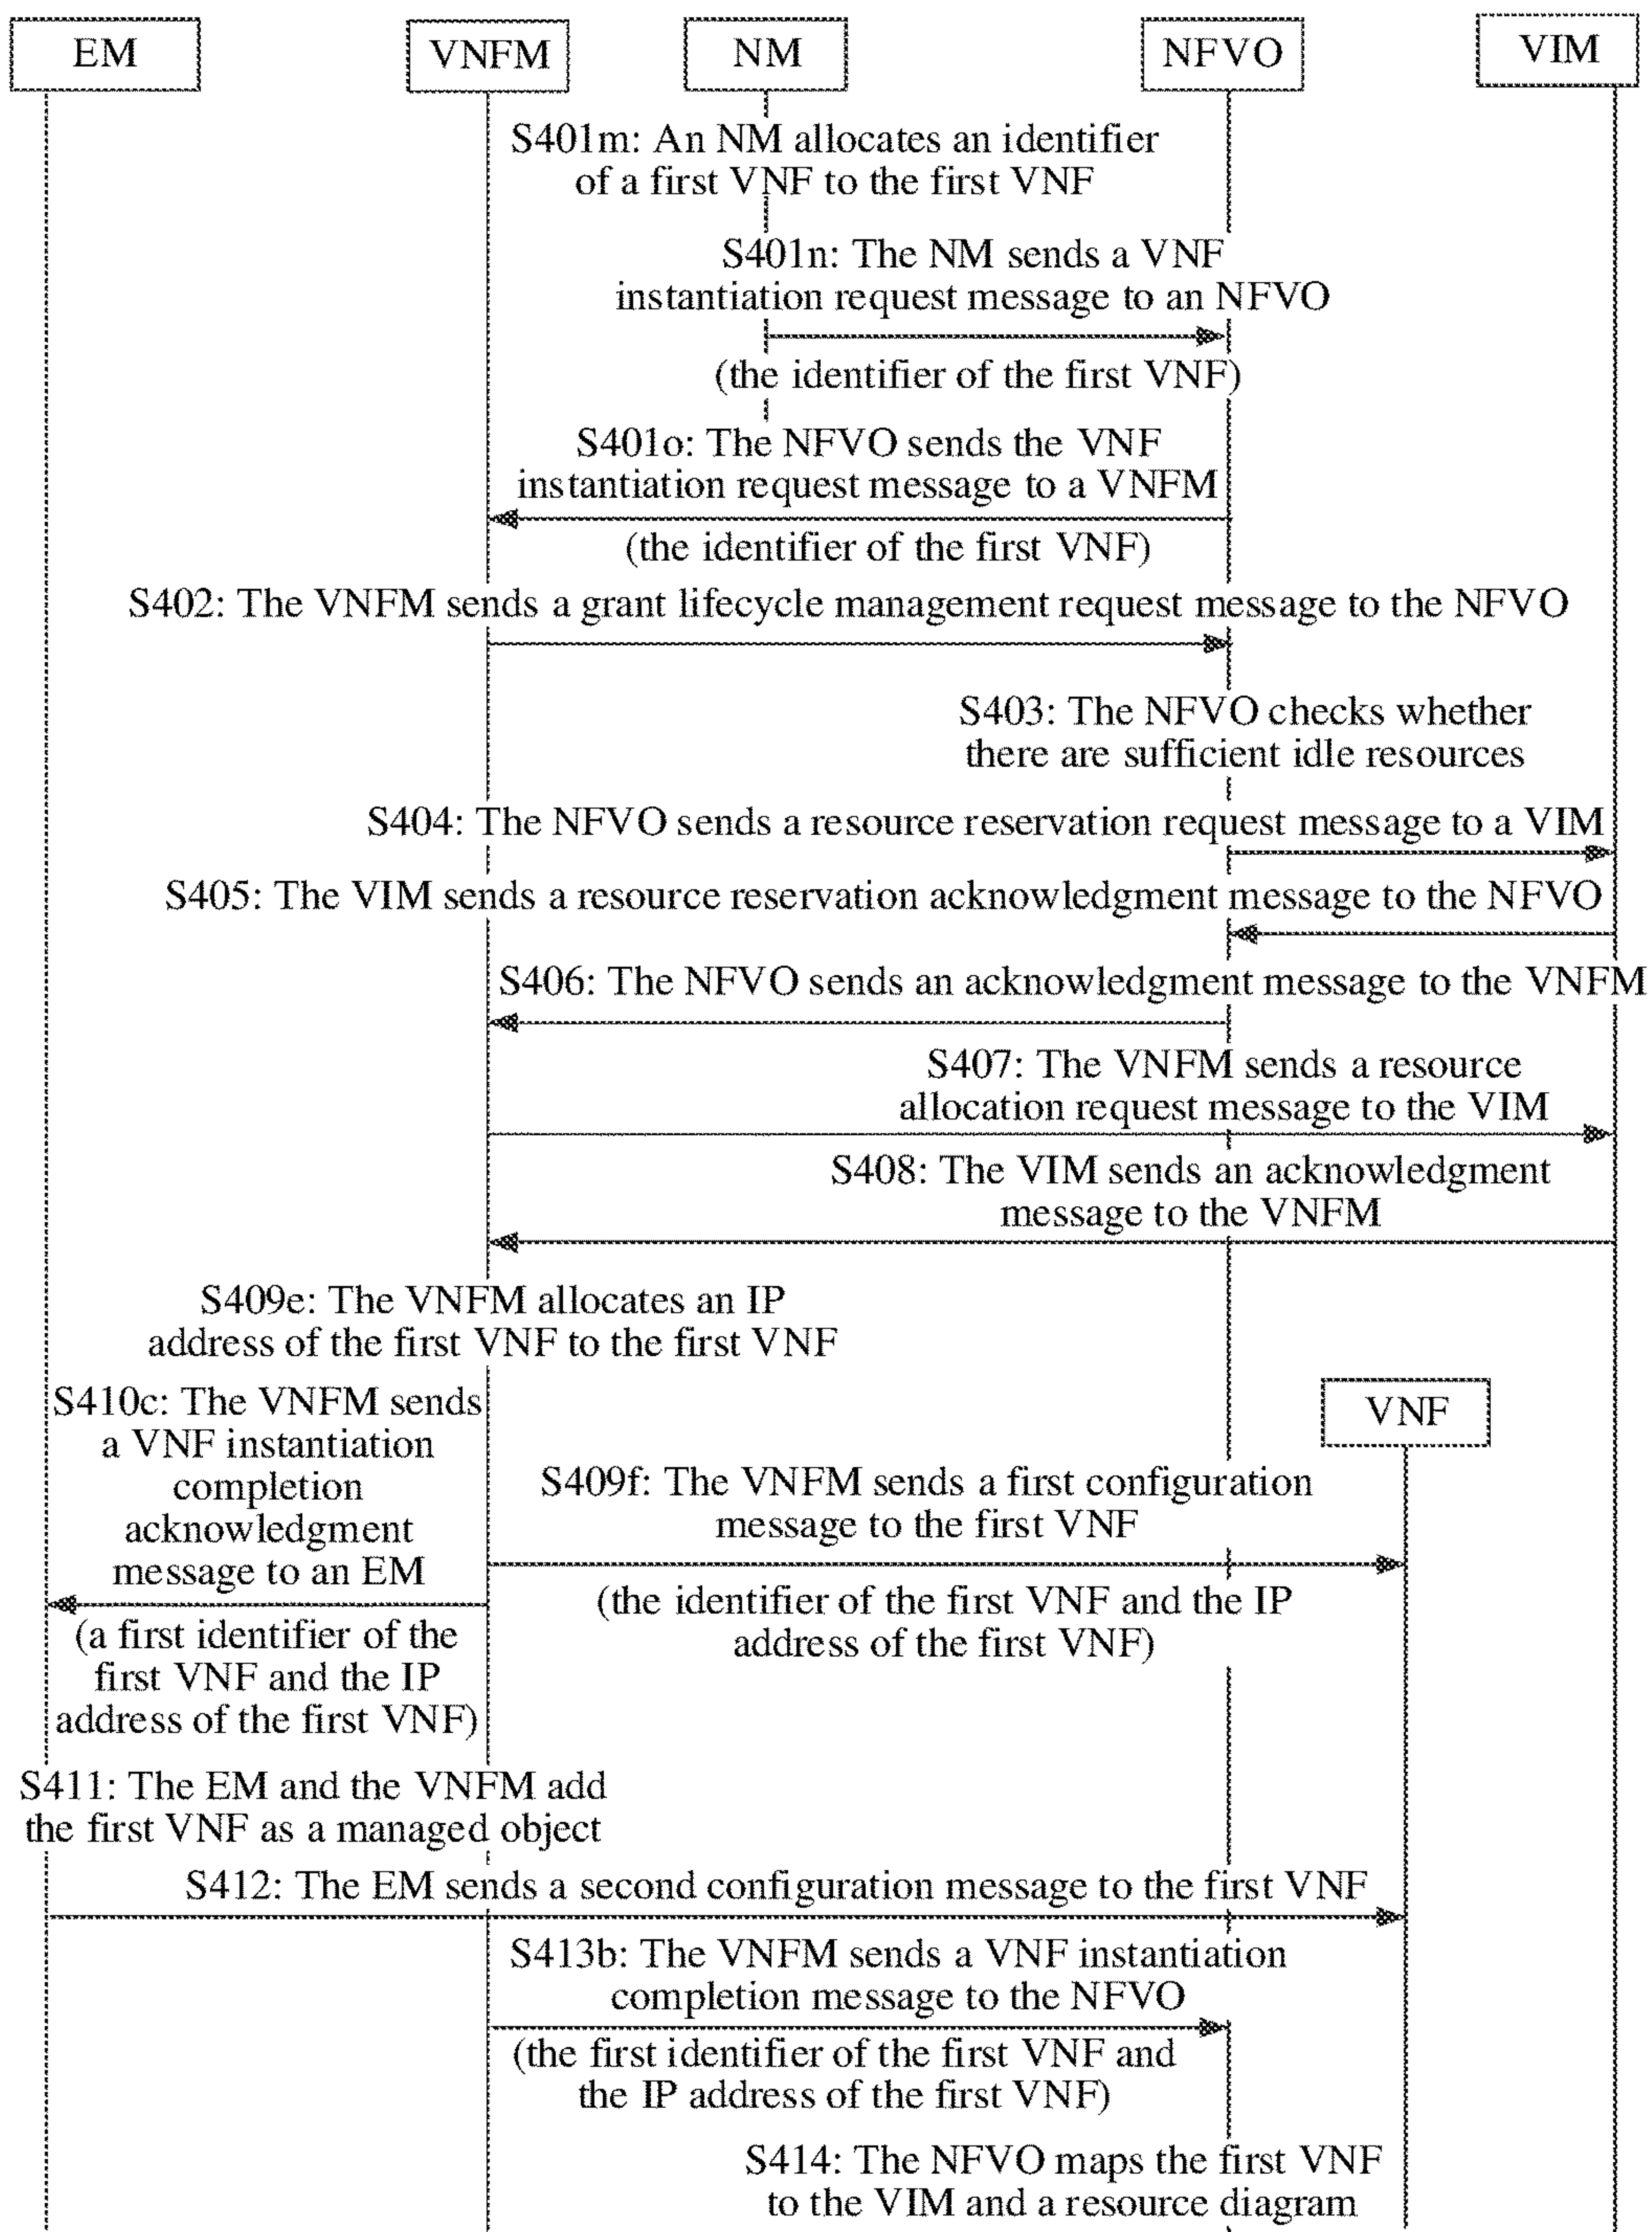 EM
VNFM
NM
NFVO
VIM
S401m: An NM allocates an identifier
of a first VNF to the first VNF
S401n: The NM sends a VNF
instantiation request message to an NFVO
(the identifier of the first VNF)
S401o: The NFVO sends the VNF
instantiation request message to a VNFM
(the identifier of the first VNF)
S402: The VNFM sends a grant lifecycle management request message to the NFVO
S403: The NFVO checks whether
there are sufficient idle resources
S404: The NFVO sends a resource reservation request message to a VIM
S405: The VIM sends a resource reservation acknowledgment message to the NFVO
S406: The NFVO sends an acknowledgment message to the VNFM
S407: The VNFM sends a resource
allocation request message to the VIM
S408: The VIM sends an acknowledgment
message to the VNFM
S409e: The VNFM allocates an IP
address of the first VNF to the first VNF
S410c: The VNFM sends
a VNF instantiation
completion
acknowledgment
message to an EM
(a first identifier of the
first VNF and the IP
address of the first VNF)
VNF
S409f: The VNFM sends a first configuration
message to the first VNF
(the identifier of the first VNF and the IP
address of the first VNF)
S411: The EM and the VNFM add
the first VNF as a managed object
S412: The EM sends a second configuration message to the first VNF
S413b: The VNFM sends a VNF instantiation
completion message to the NFVO
(the first identifier of the first VNF and
the IP address of the first VNF)
S414: The NFVO maps the first VNF
to the VIM and a resource diagram